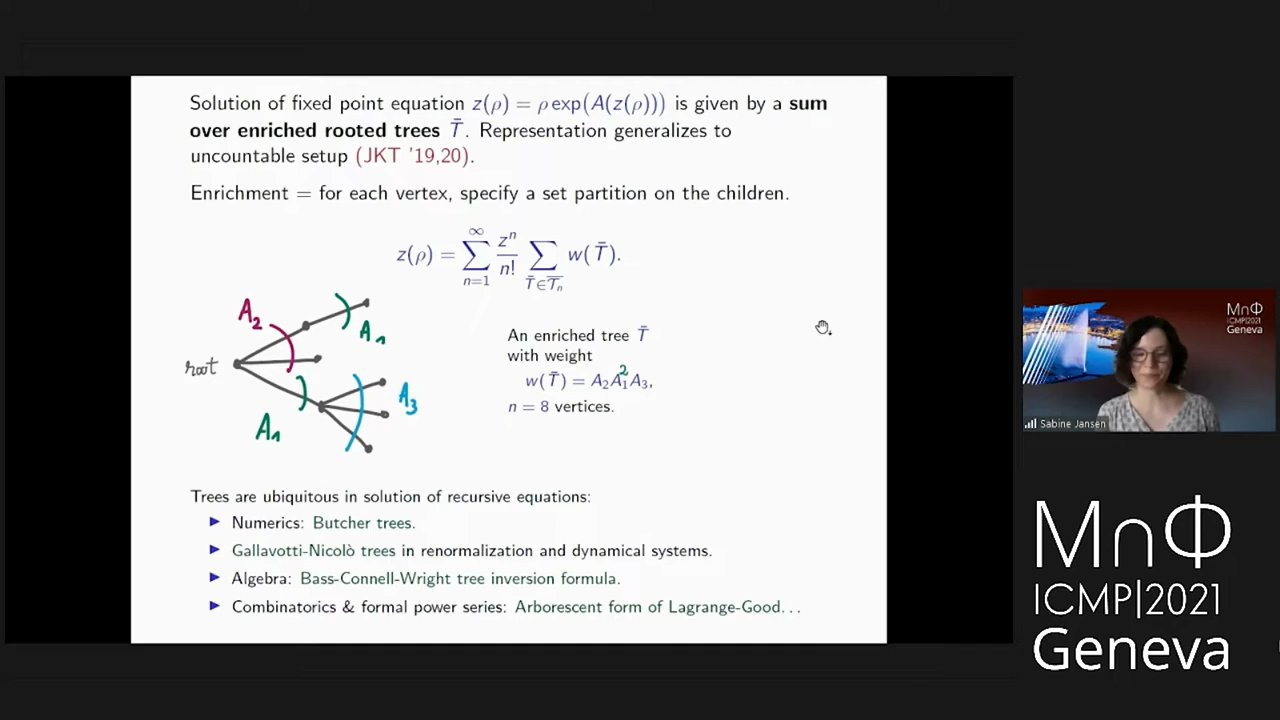 Solution of fixed point equation z(ρ) = ρ exp(A(z(ρ))) is given by a sum
over enriched rooted trees T̄. Representation generalizes to
uncountable setup (JKT '19,20).
Enrichment = for each vertex, specify a set partition on the children.
z(ρ) = ∑_{n=1}^{∞} z^n/n! ∑_{T̄∈T̄_n} w(T̄).
A₂
A₁
root
A₃
A₁
An enriched tree T̄
with weight
w(T̄) = A₂A₁²A₃,
n = 8 vertices.
Trees are ubiquitous in solution of recursive equations:
▶ Numerics: Butcher trees.
▶ Gallavotti-Nicolò trees in renormalization and dynamical systems.
▶ Algebra: Bass-Connell-Wright tree inversion formula.
▶ Combinatorics & formal power series: Arborescent form of Lagrange-Good...
MnΦ
ICMP|2021
Geneva
Sabine Jansen
MnΦ
ICMP|2021
Geneva